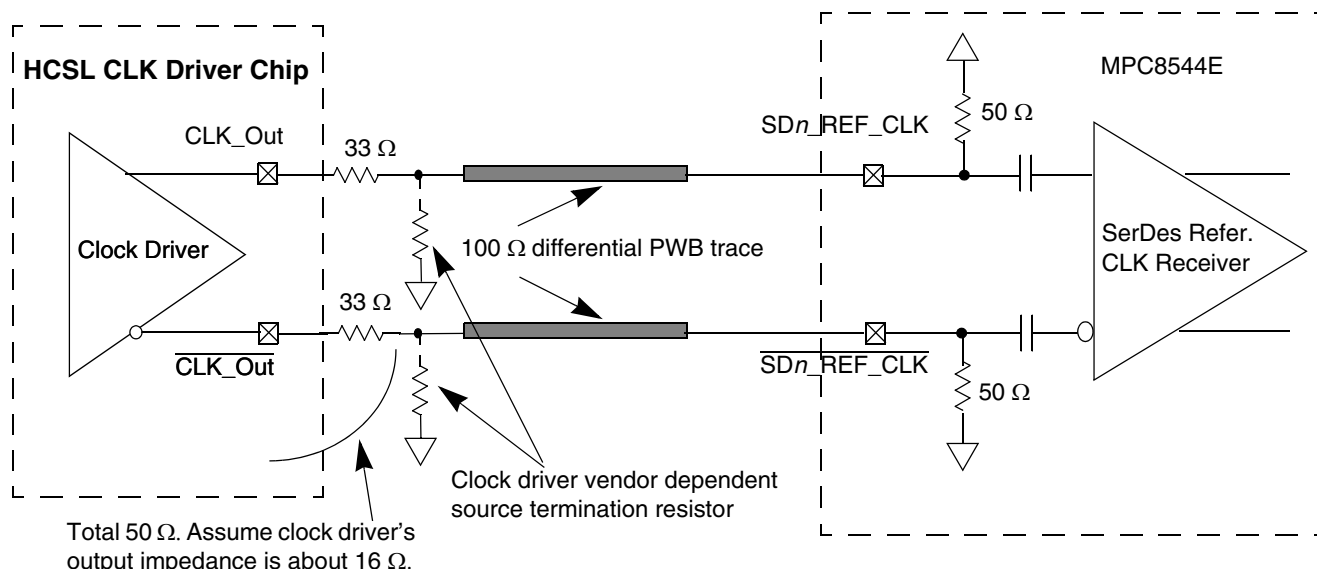 HCSL CLK Driver Chip
MPC8544E
CLK_Out
33 Ω
SDn_REF_CLK
50 Ω
Clock Driver
100 Ω differential PWB trace
SerDes Refer.
CLK Receiver
33 Ω
CLK_Out
SDn_REF_CLK
50 Ω
Clock driver vendor dependent
source termination resistor
Total 50 Ω. Assume clock driver's
output impedance is about 16 Ω.